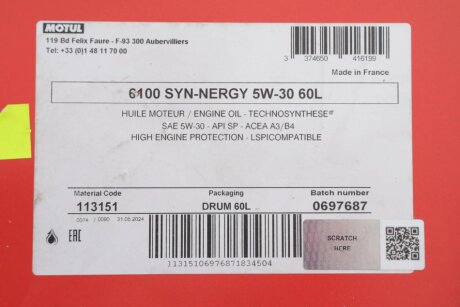 MOTUL
119 Bd Felix Faure - F-93 300 Aubervilliers
Tel: +33 (0)1 48 11 70 00
3 374650 416199
Made in France
6100 SYN-NERGY 5W-30 60L
HUILE MOTEUR / ENGINE OIL - TECHNOSYNTHESE
SAE 5W-30 - API SP - ACEA A3/B4
HIGH ENGINE PROTECTION - LSPICOMPATIBLE
Material Code Packaging Batch number
113151 DRUM 60L 0697687
/ 0090 31.05.2024
EAC
SCRATCH
HERE
11315106976871834504